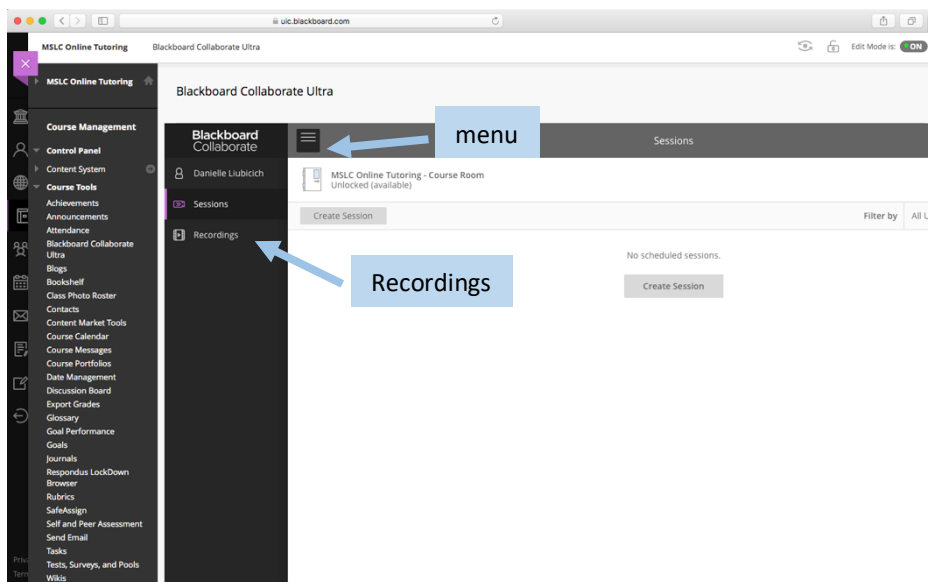 uic.blackboard.com
MSLC Online Tutoring
Blackboard Collaborate Ultra
Edit Mode is:
ON
MSLC Online Tutoring
Course Management
Control Panel
Content System
Course Tools
Achievements
Announcements
Attendance
Blackboard Collaborate
Ultra
Blogs
Bookshelf
Class Photo Roster
Contacts
Content Market Tools
Course Calendar
Course Messages
Course Portfolios
Date Management
Discussion Board
Export Grades
Glossary
Goal Performance
Goals
Journals
Respondus LockDown
Browser
Rubrics
SafeAssign
Self and Peer Assessment
Send Email
Tasks
Tests, Surveys, and Pools
Wikis
Blackboard Collaborate Ultra
Blackboard
Collaborate
Danielle Liubicich
Sessions
Recordings
menu
Sessions
MSLC Online Tutoring - Course Room
Unlocked (available)
Create Session
Filter by
All
No scheduled sessions.
Create Session
Recordings